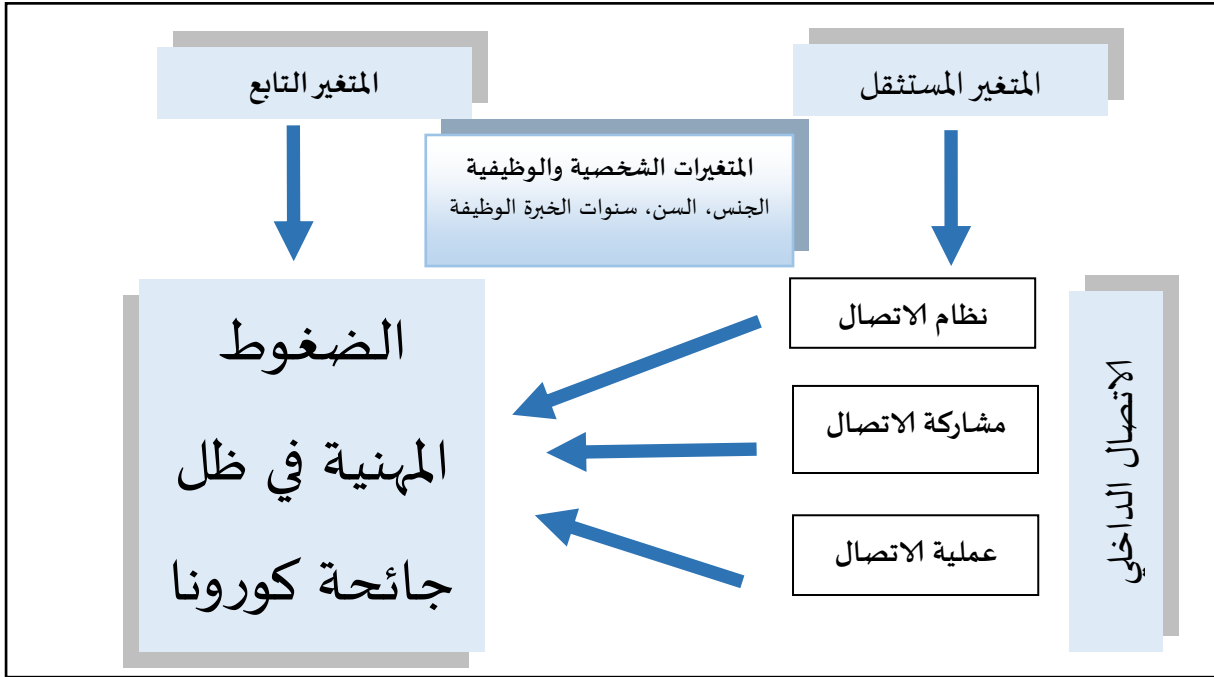 المتغير المستثقل
المتغير التابع
المتغيرات الشخصية والوظيفية
الجنس، السن، سنوات الخبرة الوظيفة
الاتصال الداخلي
نظام الاتصال
مشاركة الاتصال
عملية الاتصال
الضغوط
المهنية في ظل
جائحة كورونا